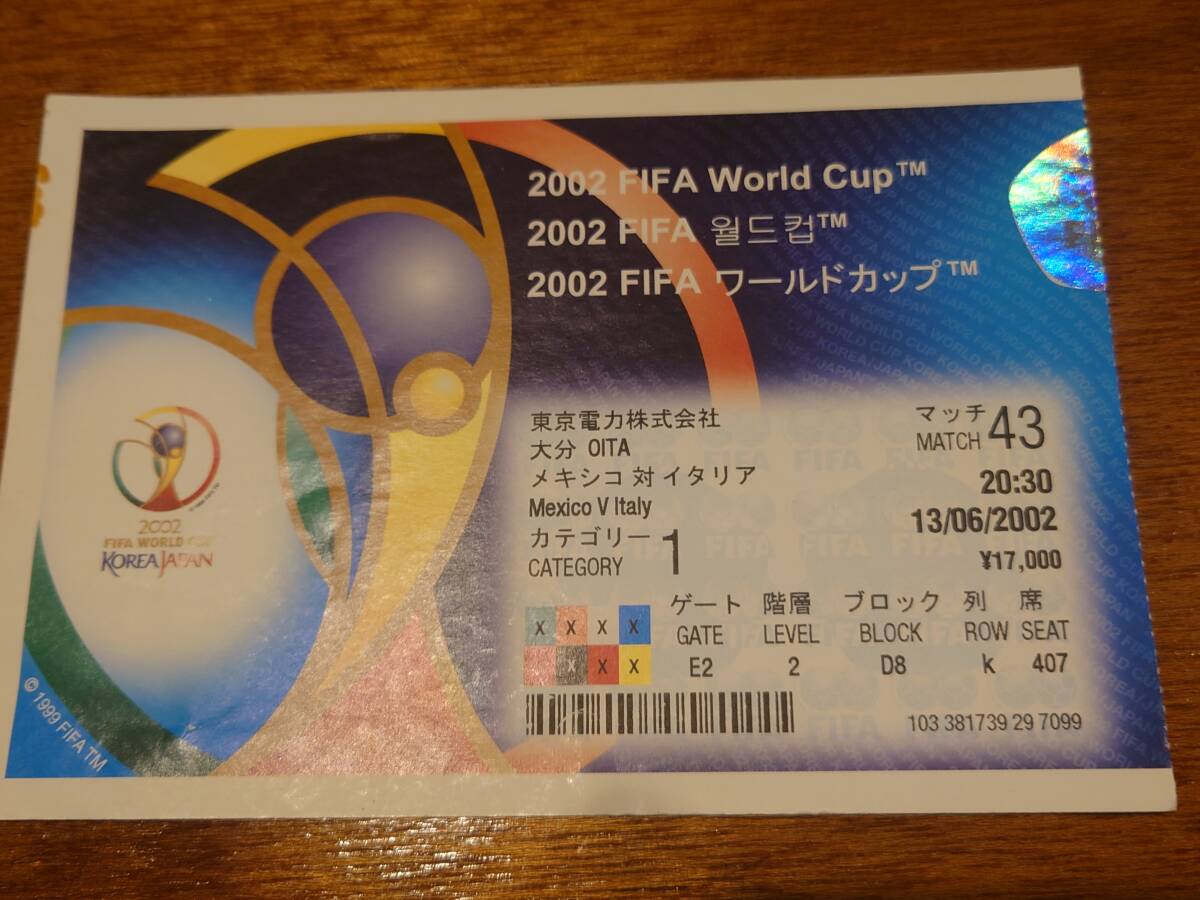 2002 FIFA World Cup™
2002 FIFA 월드컵™
2002 FIFA ワールドカップ™
東京電力株式会社
大分 OITA
メキシコ 対 イタリア
Mexico V Italy
カテゴリー
CATEGORY 1
マッチ
MATCH 43
20:30
13/06/2002
¥17,000
ゲート 階層 ブロック 列 席
GATE LEVEL BLOCK ROW SEAT
E2 2 D8 k 407
X X X X
X X X X
103 381739 29 7099
2002
FIFA WORLD CUP
KOREA JAPAN
© 1999 FIFA TM